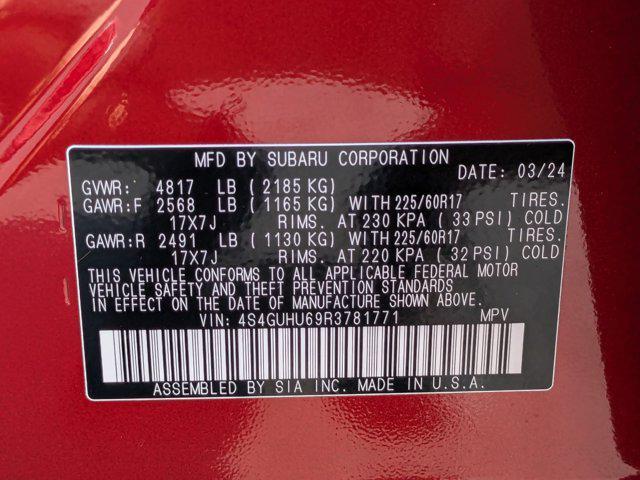 MFD BY SUBARU CORPORATION
DATE: 03/24
GVWR: 4817 LB (2185 KG)
GAWR:F 2568 LB (1165 KG) WITH 225/60R17 TIRES.
17X7J RIMS. AT 230 KPA (33 PSI) COLD
GAWR:R 2491 LB (1130 KG) WITH 225/60R17 TIRES.
17X7J RIMS. AT 220 KPA (32 PSI) COLD
THIS VEHICLE CONFORMS TO ALL APPLICABLE FEDERAL MOTOR
VEHICLE SAFETY AND THEFT PREVENTION STANDARDS
IN EFFECT ON THE DATE OF MANUFACTURE SHOWN ABOVE.
VIN: 4S4GUHU69R3781771 MPV
ASSEMBLED BY SIA INC. MADE IN U.S.A.